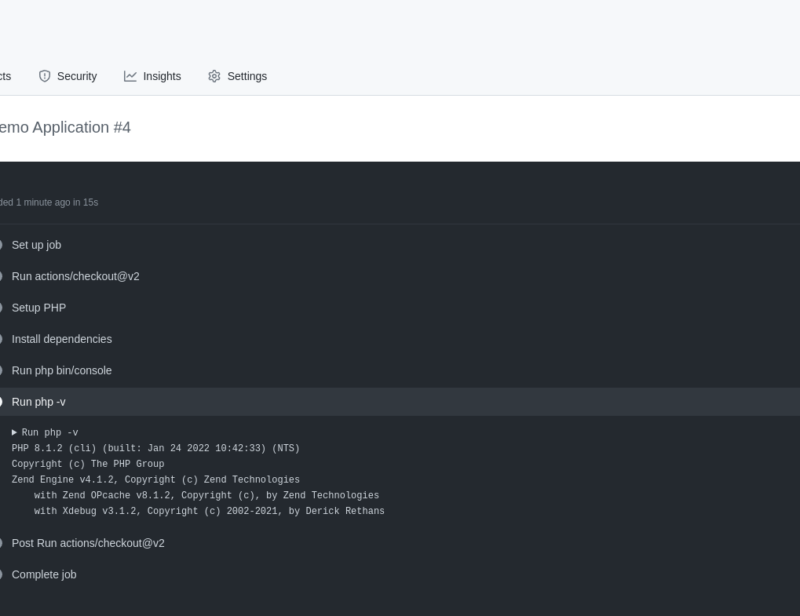 cts Security Insights Settings
emo Application #4
ded 1 minute ago in 15s
Set up job
Run actions/checkout@v2
Setup PHP
Install dependencies
Run php bin/console
Run php -v
Run php -v
PHP 8.1.2 (cli) (built: Jan 24 2022 10:42:33) (NTS)
Copyright (c) The PHP Group
Zend Engine v4.1.2, Copyright (c) Zend Technologies
with Zend OPcache v8.1.2, Copyright (c), by Zend Technologies
with Xdebug v3.1.2, Copyright (c) 2002-2021, by Derick Rethans
Post Run actions/checkout@v2
Complete job